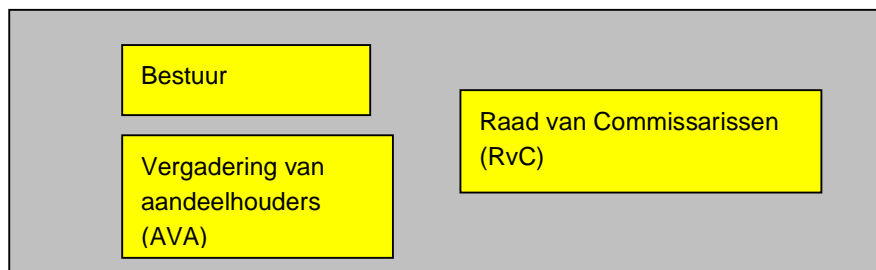 Bestuur
Vergadering van
aandeelhouders
(AVA)
Raad van Commissarissen
(RvC)